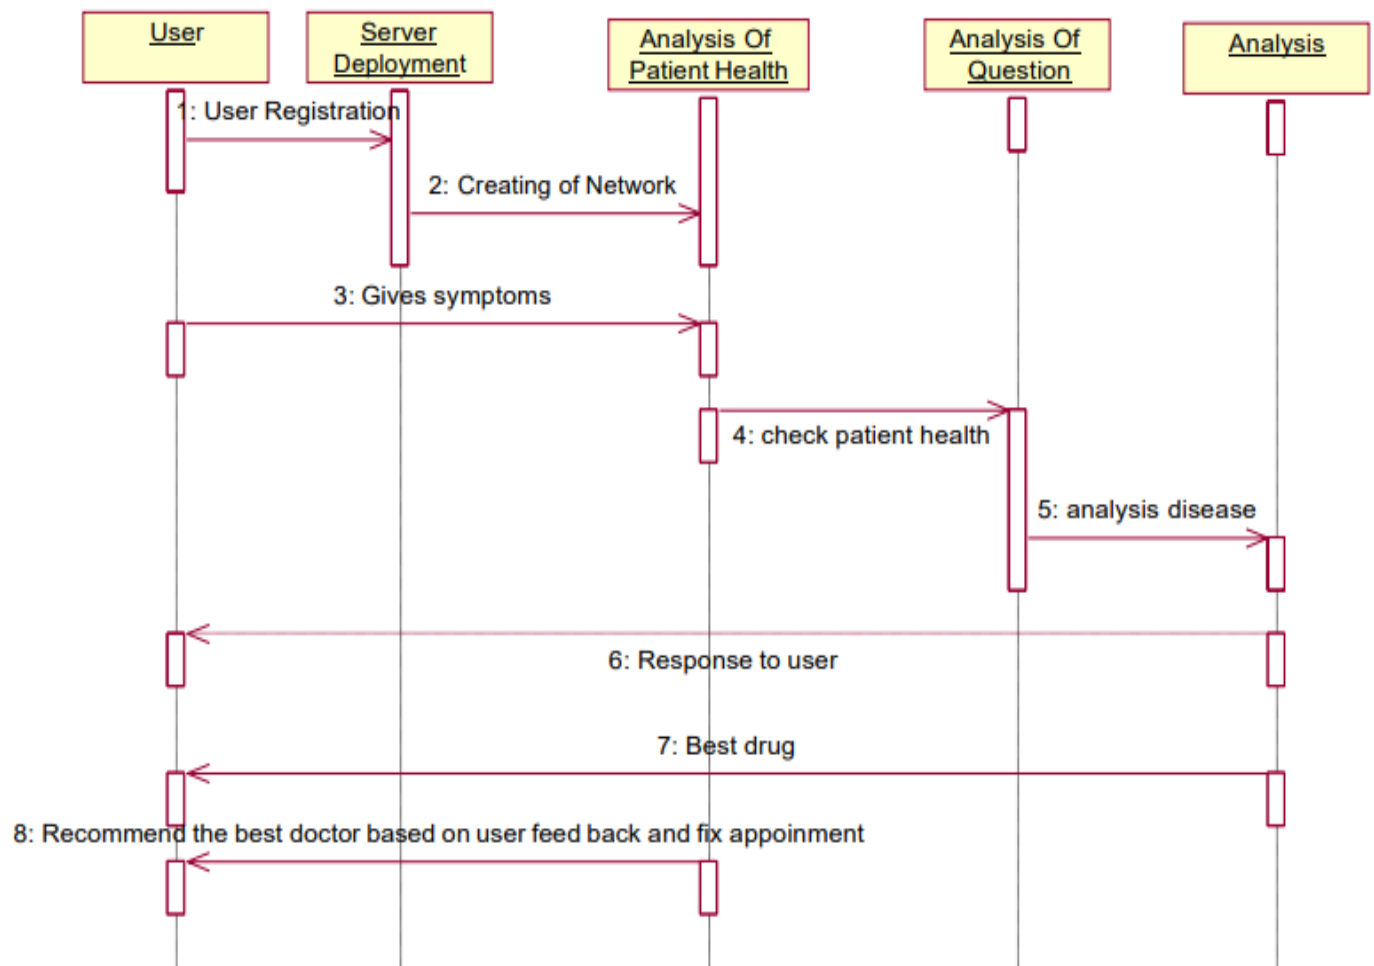 User
Server
Deployment
Analysis Of
Patient Health
Analysis Of
Question
Analysis
1: User Registration
2: Creating of Network
3: Gives symptoms
4: check patient health
5: analysis disease
6: Response to user
7: Best drug
8: Recommend the best doctor based on user feed back and fix appoinment